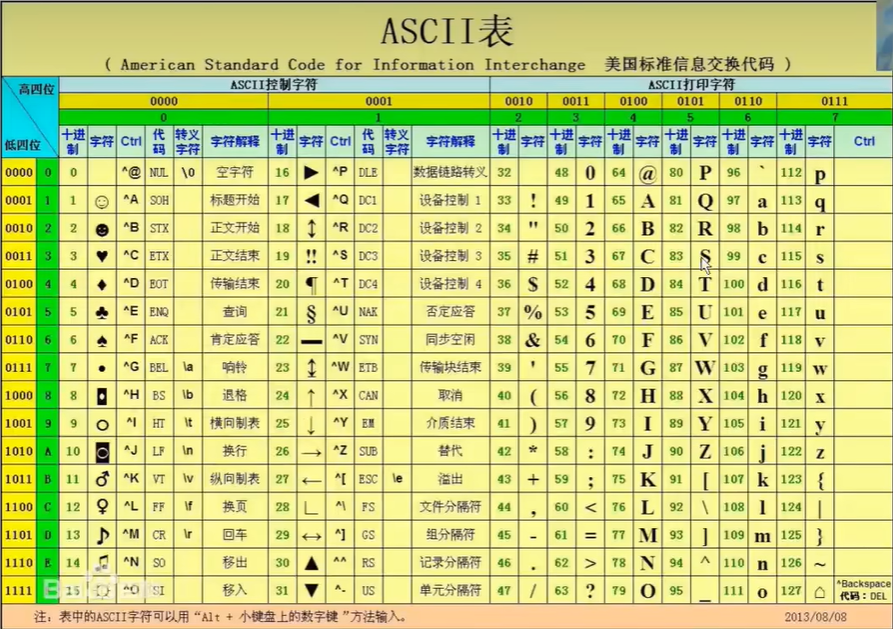 ASCII表
( American Standard Code for Information Interchange 美国标准信息交换代码 )
高四位 ASCII控制字符 ASCII打印字符
0000 0001 0010 0011 0100 0101 0110 0111
0 1 2 3 4 5 6 7
低四位 十进制 字符 Ctrl 代码 转义字符 字符解释 十进制 字符 Ctrl 代码 转义字符 字符解释 十进制 字符 十进制 字符 十进制 字符 十进制 字符 十进制 字符 十进制 字符 Ctrl
0000 0 0 ^@ NUL \0 空字符 16 ► ^P DLE 数据链路转义 32 48 0 64 @ 80 P 96 ` 112 p
0001 1 1 ☺ ^A SOH 标题开始 17 ◄ ^Q DC1 设备控制 1 33 ! 49 1 65 A 81 Q 97 a 113 q
0010 2 2 ☻ ^B STX 正文开始 18 ↕ ^R DC2 设备控制 2 34 " 50 2 66 B 82 R 98 b 114 r
0011 3 3 ♥ ^C ETX 正文结束 19 ‼ ^S DC3 设备控制 3 35 # 51 3 67 C 83 S 99 c 115 s
0100 4 4 ♦ ^D EOT 传输结束 20 ¶ ^T DC4 设备控制 4 36 $ 52 4 68 D 84 T 100 d 116 t
0101 5 5 ♣ ^E ENQ 查询 21 § ^U NAK 否定应答 37 % 53 5 69 E 85 U 101 e 117 u
0110 6 6 ♠ ^F ACK 肯定应答 22 ▬ ^V SYN 同步空闲 38 & 54 6 70 F 86 V 102 f 118 v
0111 7 7 • ^G BEL \a 响铃 23 ↨ ^W ETB 传输块结束 39 ' 55 7 71 G 87 W 103 g 119 w
1000 8 8 ◘ ^H BS \b 退格 24 ↑ ^X CAN 取消 40 ( 56 8 72 H 88 X 104 h 120 x
1001 9 9 ○ ^I HT \t 横向制表 25 ↓ ^Y EM 介质结束 41 ) 57 9 73 I 89 Y 105 i 121 y
1010 A 10 ◙ ^J LF \n 换行 26 → ^Z SUB 替代 42 * 58 : 74 J 90 Z 106 j 122 z
1011 B 11 ♂ ^K VT \v 纵向制表 27 ← ^[ ESC \e 溢出 43 + 59 ; 75 K 91 [ 107 k 123 {
1100 C 12 ♀ ^L FF \f 换页 28 ∟ ^\ FS 文件分隔符 44 , 60 < 76 L 92 \ 108 l 124 |
1101 D 13 ♪ ^M CR \r 回车 29 ↔ ^] GS 组分隔符 45 - 61 = 77 M 93 ] 109 m 125 }
1110 E 14 ♫ ^N SO 移出 30 ▲ ^^ RS 记录分隔符 46 . 62 > 78 N 94 ^ 110 n 126 ~
1111 F 15 ☼ ^O SI 移入 31 ▼ ^- US 单元分隔符 47 / 63 ? 79 O 95 _ 111 o 127 ⌂ ^Backspace 代码：DEL
注：表中的ASCII字符可以用“Alt + 小键盘上的数字键”方法输入。 2013/08/08